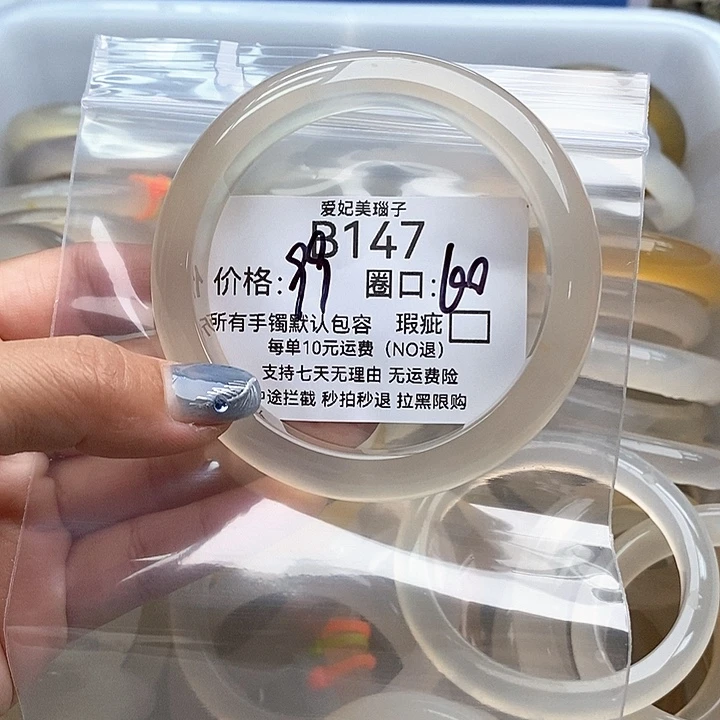 爱妃美瑙子
B147
价格:99 圈口:60
所有手镯默认包容 瑕疵
每单10元运费（NO退）
支持七天无理由 无运费险
中途拦截 秒拍秒退 拉黑限购